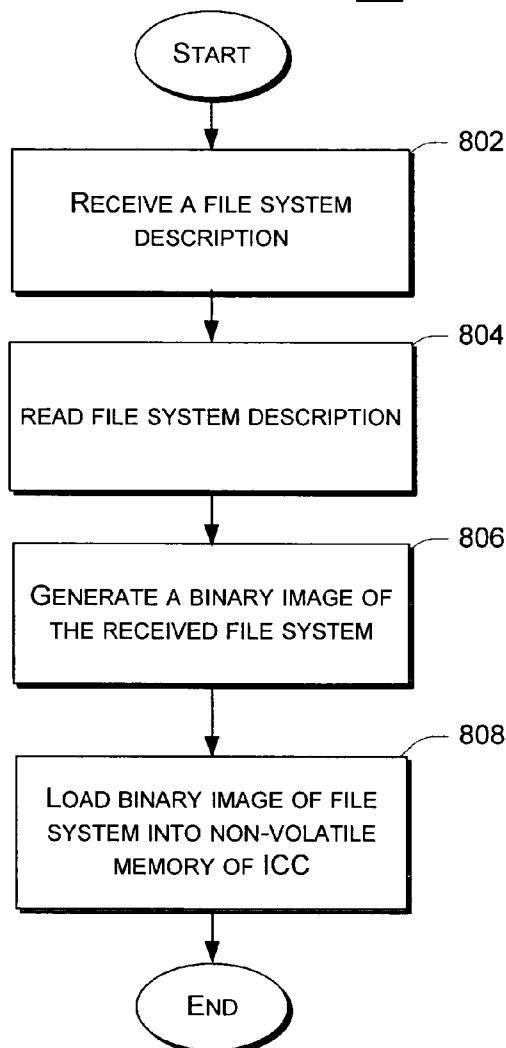 START
802
RECEIVE A FILE SYSTEM
DESCRIPTION
804
READ FILE SYSTEM DESCRIPTION
806
GENERATE A BINARY IMAGE OF
THE RECEIVED FILE SYSTEM
808
LOAD BINARY IMAGE OF FILE
SYSTEM INTO NON-VOLATILE
MEMORY OF ICC
END